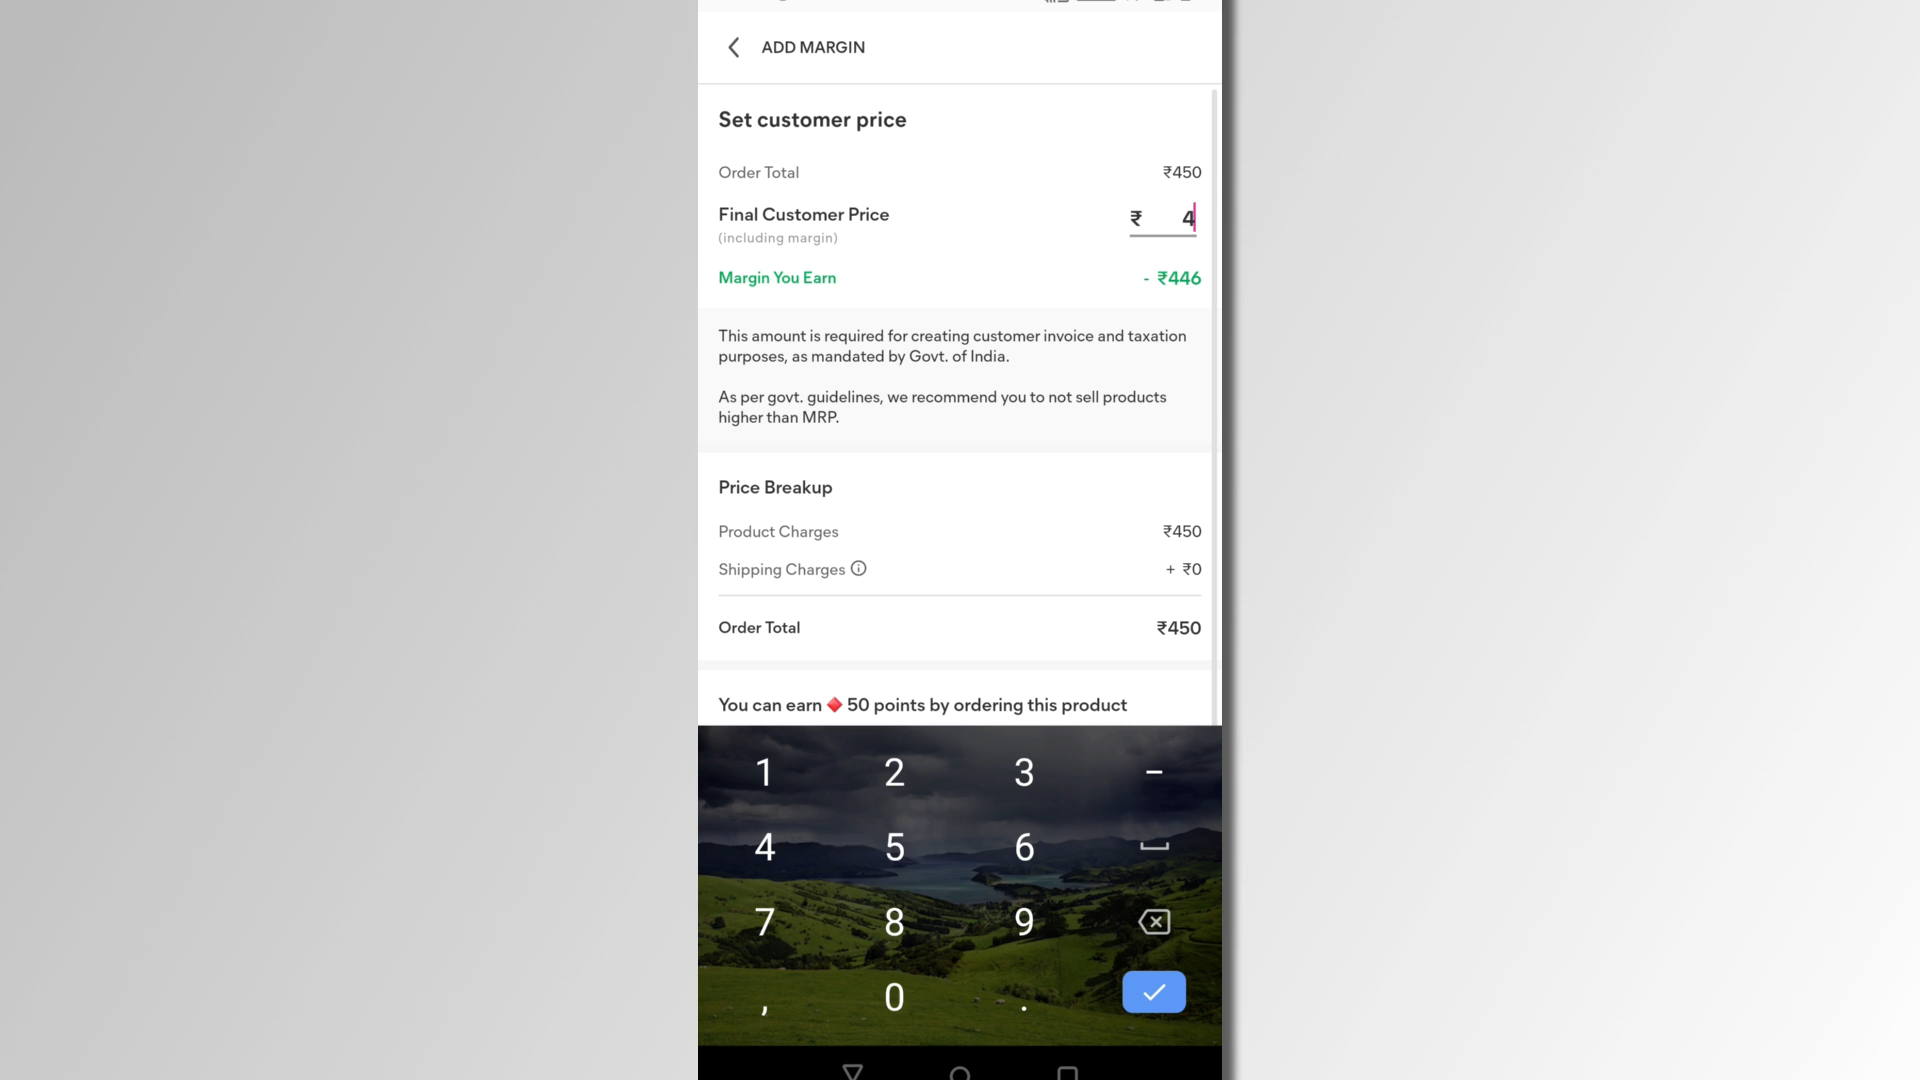 ADD MARGIN
Set customer price
Order Total ₹450
Final Customer Price ₹ 4
(including margin)
Margin You Earn - ₹446
This amount is required for creating customer invoice and taxation
purposes, as mandated by Govt. of India.
As per govt. guidelines, we recommend you to not sell products
higher than MRP.
Price Breakup
Product Charges ₹450
Shipping Charges + ₹0
Order Total ₹450
You can earn 50 points by ordering this product
1 2 3 –
4 5 6
7 8 9
, 0 .